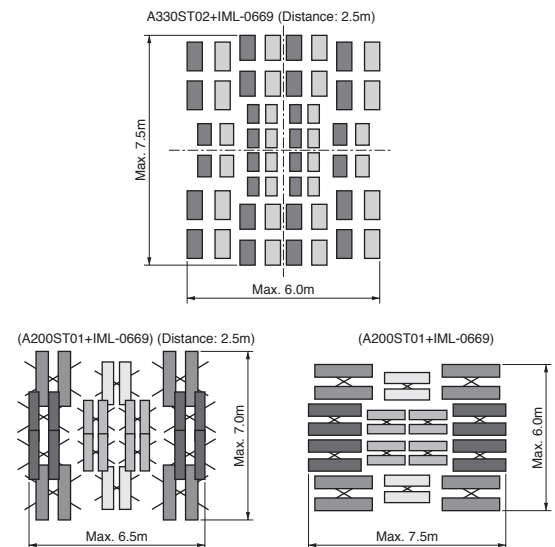 A330ST02+IML-0669 (Distance: 2.5m)
Max. 7.5m
Max. 6.0m
(A200ST01+IML-0669) (Distance: 2.5m)
(A200ST01+IML-0669)
Max. 7.0m
Max. 6.0m
Max. 6.5m
Max. 7.5m